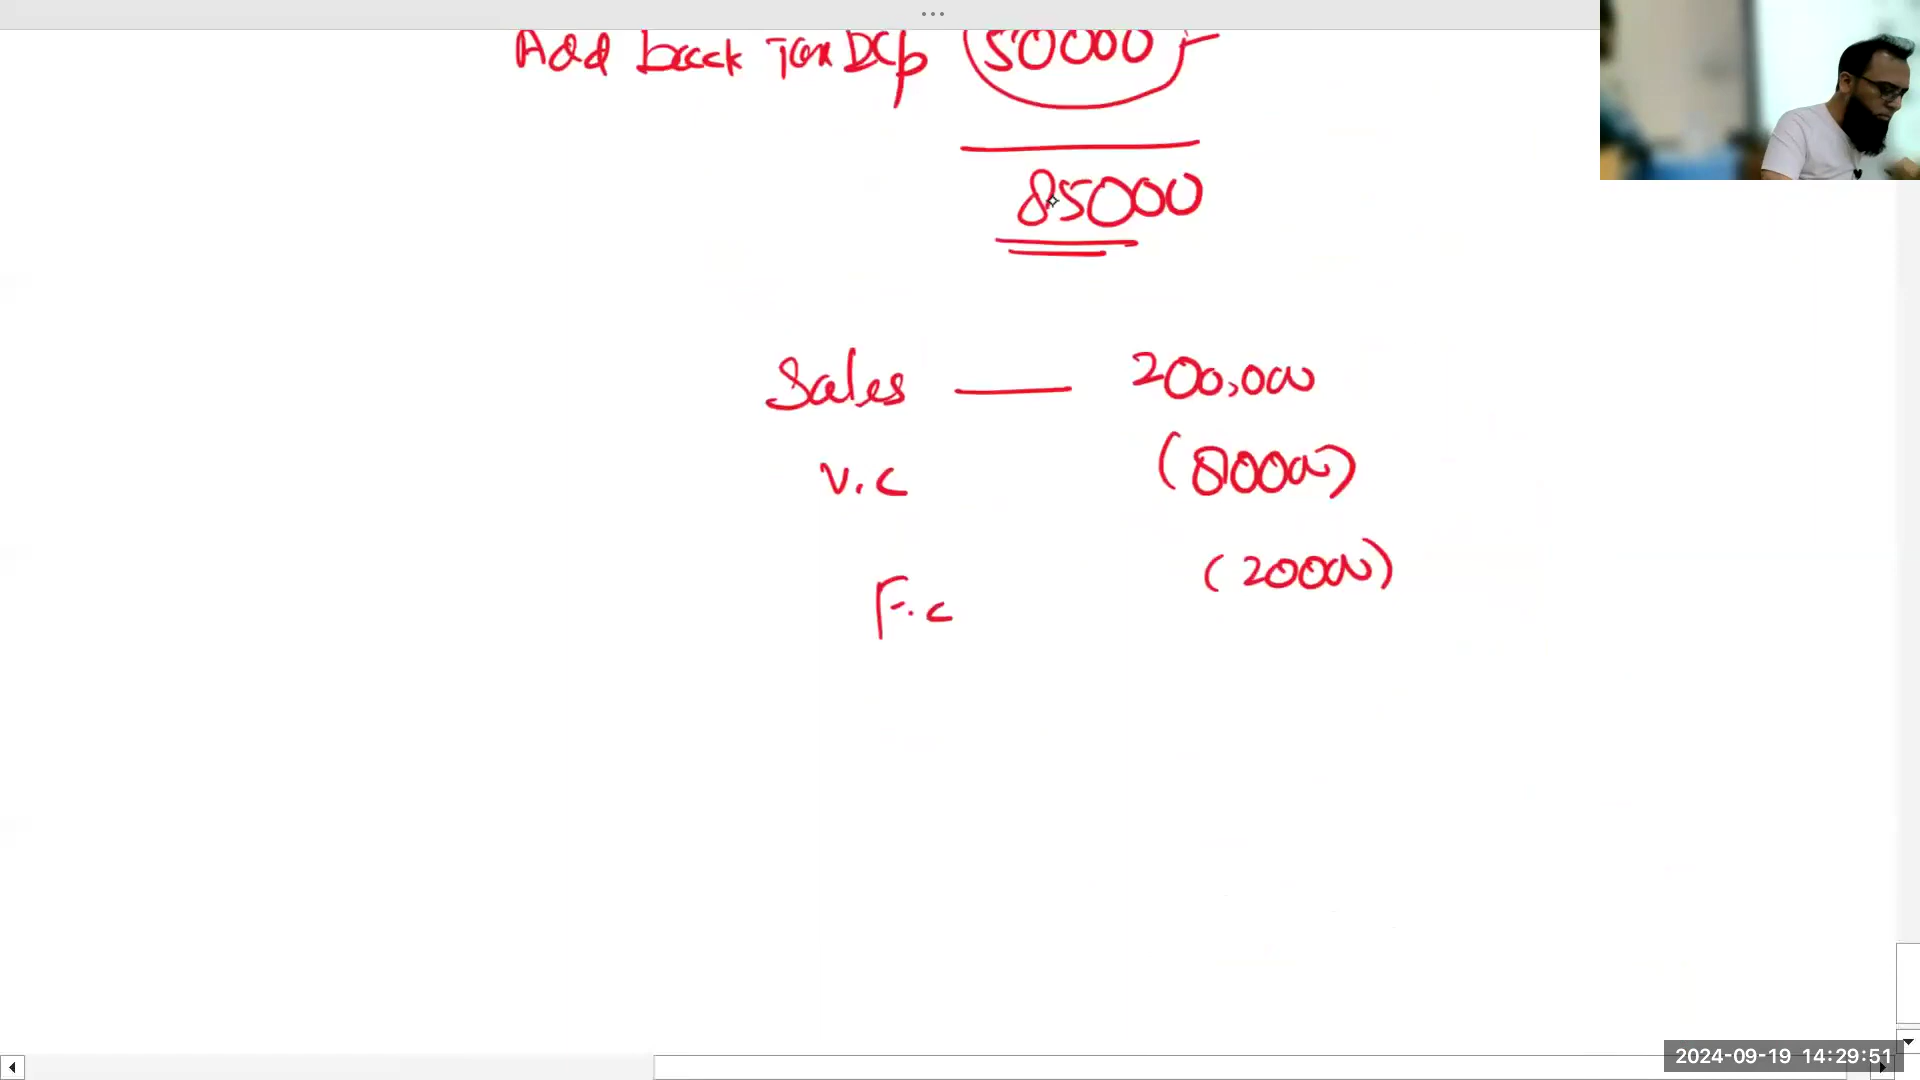 Add back Tax Dep (50000)
85000
Sales — 200,000
V.C (80000)
F.C (20000)
2024-09-19 14:29:51